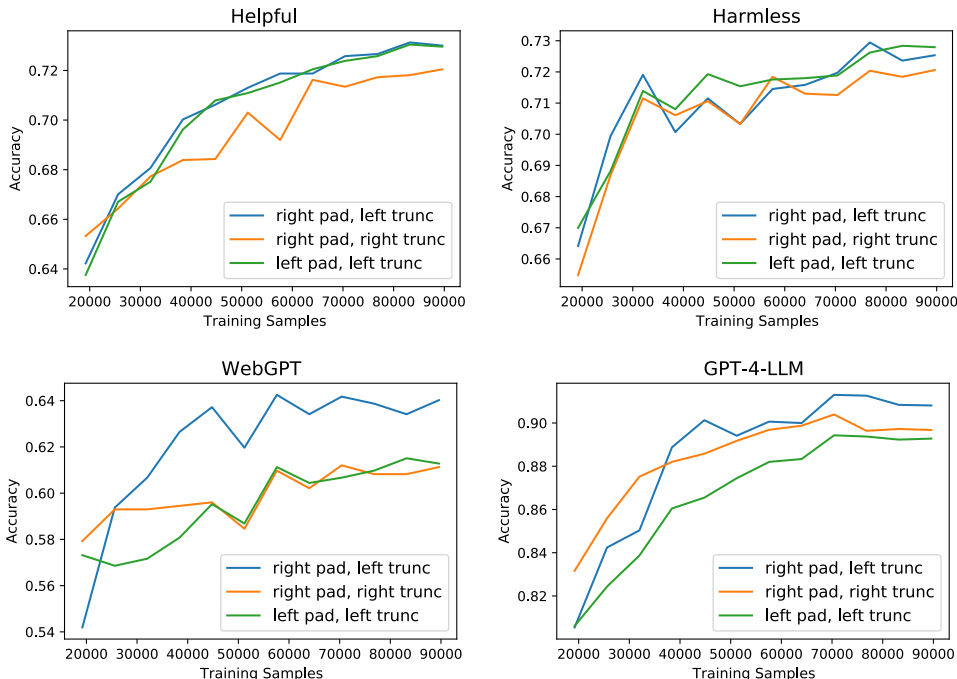 Helpful
Accuracy
0.72
0.70
0.68
0.66
0.64
right pad, left trunc
right pad, right trunc
left pad, left trunc
20000 30000 40000 50000 60000 70000 80000 90000
Training Samples
Harmless
Accuracy
0.73
0.72
0.71
0.70
0.69
0.68
0.67
0.66
right pad, left trunc
right pad, right trunc
left pad, left trunc
20000 30000 40000 50000 60000 70000 80000 90000
Training Samples
WebGPT
Accuracy
0.64
0.62
0.60
0.58
0.56
0.54
right pad, left trunc
right pad, right trunc
left pad, left trunc
20000 30000 40000 50000 60000 70000 80000 90000
Training Samples
GPT-4-LLM
Accuracy
0.90
0.88
0.86
0.84
0.82
right pad, left trunc
right pad, right trunc
left pad, left trunc
20000 30000 40000 50000 60000 70000 80000 90000
Training Samples